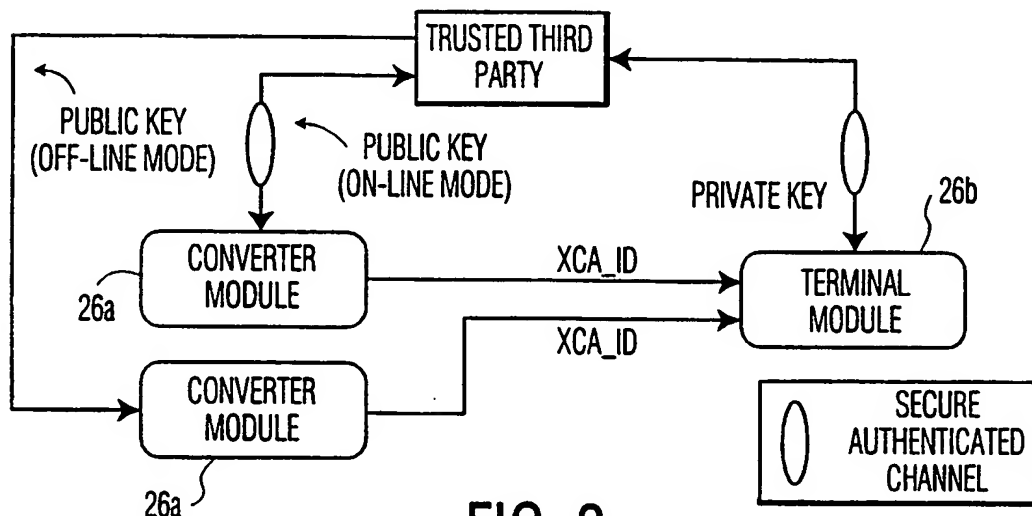 TRUSTED THIRD
PARTY
PUBLIC KEY
(OFF-LINE MODE)
PUBLIC KEY
(ON-LINE MODE)
PRIVATE KEY
26b
CONVERTER
MODULE
26a
XCA_ID
TERMINAL
MODULE
XCA_ID
CONVERTER
MODULE
26a
SECURE
AUTHENTICATED
CHANNEL